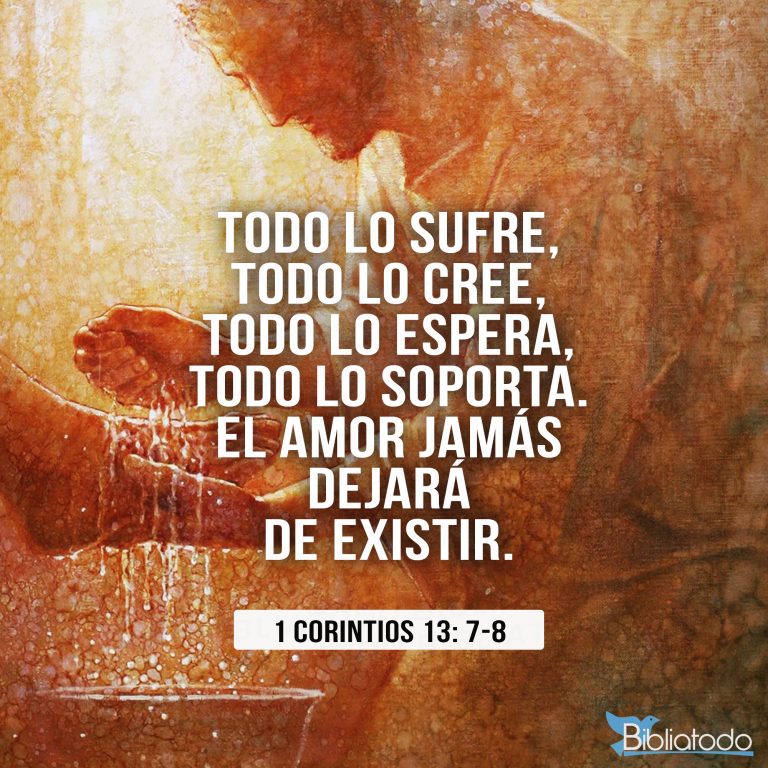 TODO LO SUFRE,
TODO LO CREE,
TODO LO ESPERA,
TODO LO SOPORTA.
EL AMOR JAMÁS
DEJARÁ
DE EXISTIR.
1 CORINTIOS 13: 7-8
Bibliatodo